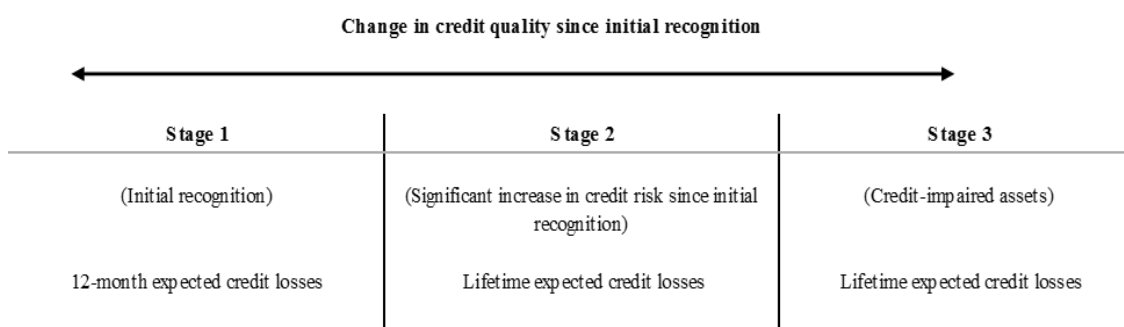 Change in credit quality since initial recognition
Stage 1
Stage 2
Stage 3
(Initial recognition)
(Significant increase in credit risk since initial
recognition)
(Credit-impaired assets)
12-month expected credit losses
Lifetime expected credit losses
Lifetime expected credit losses